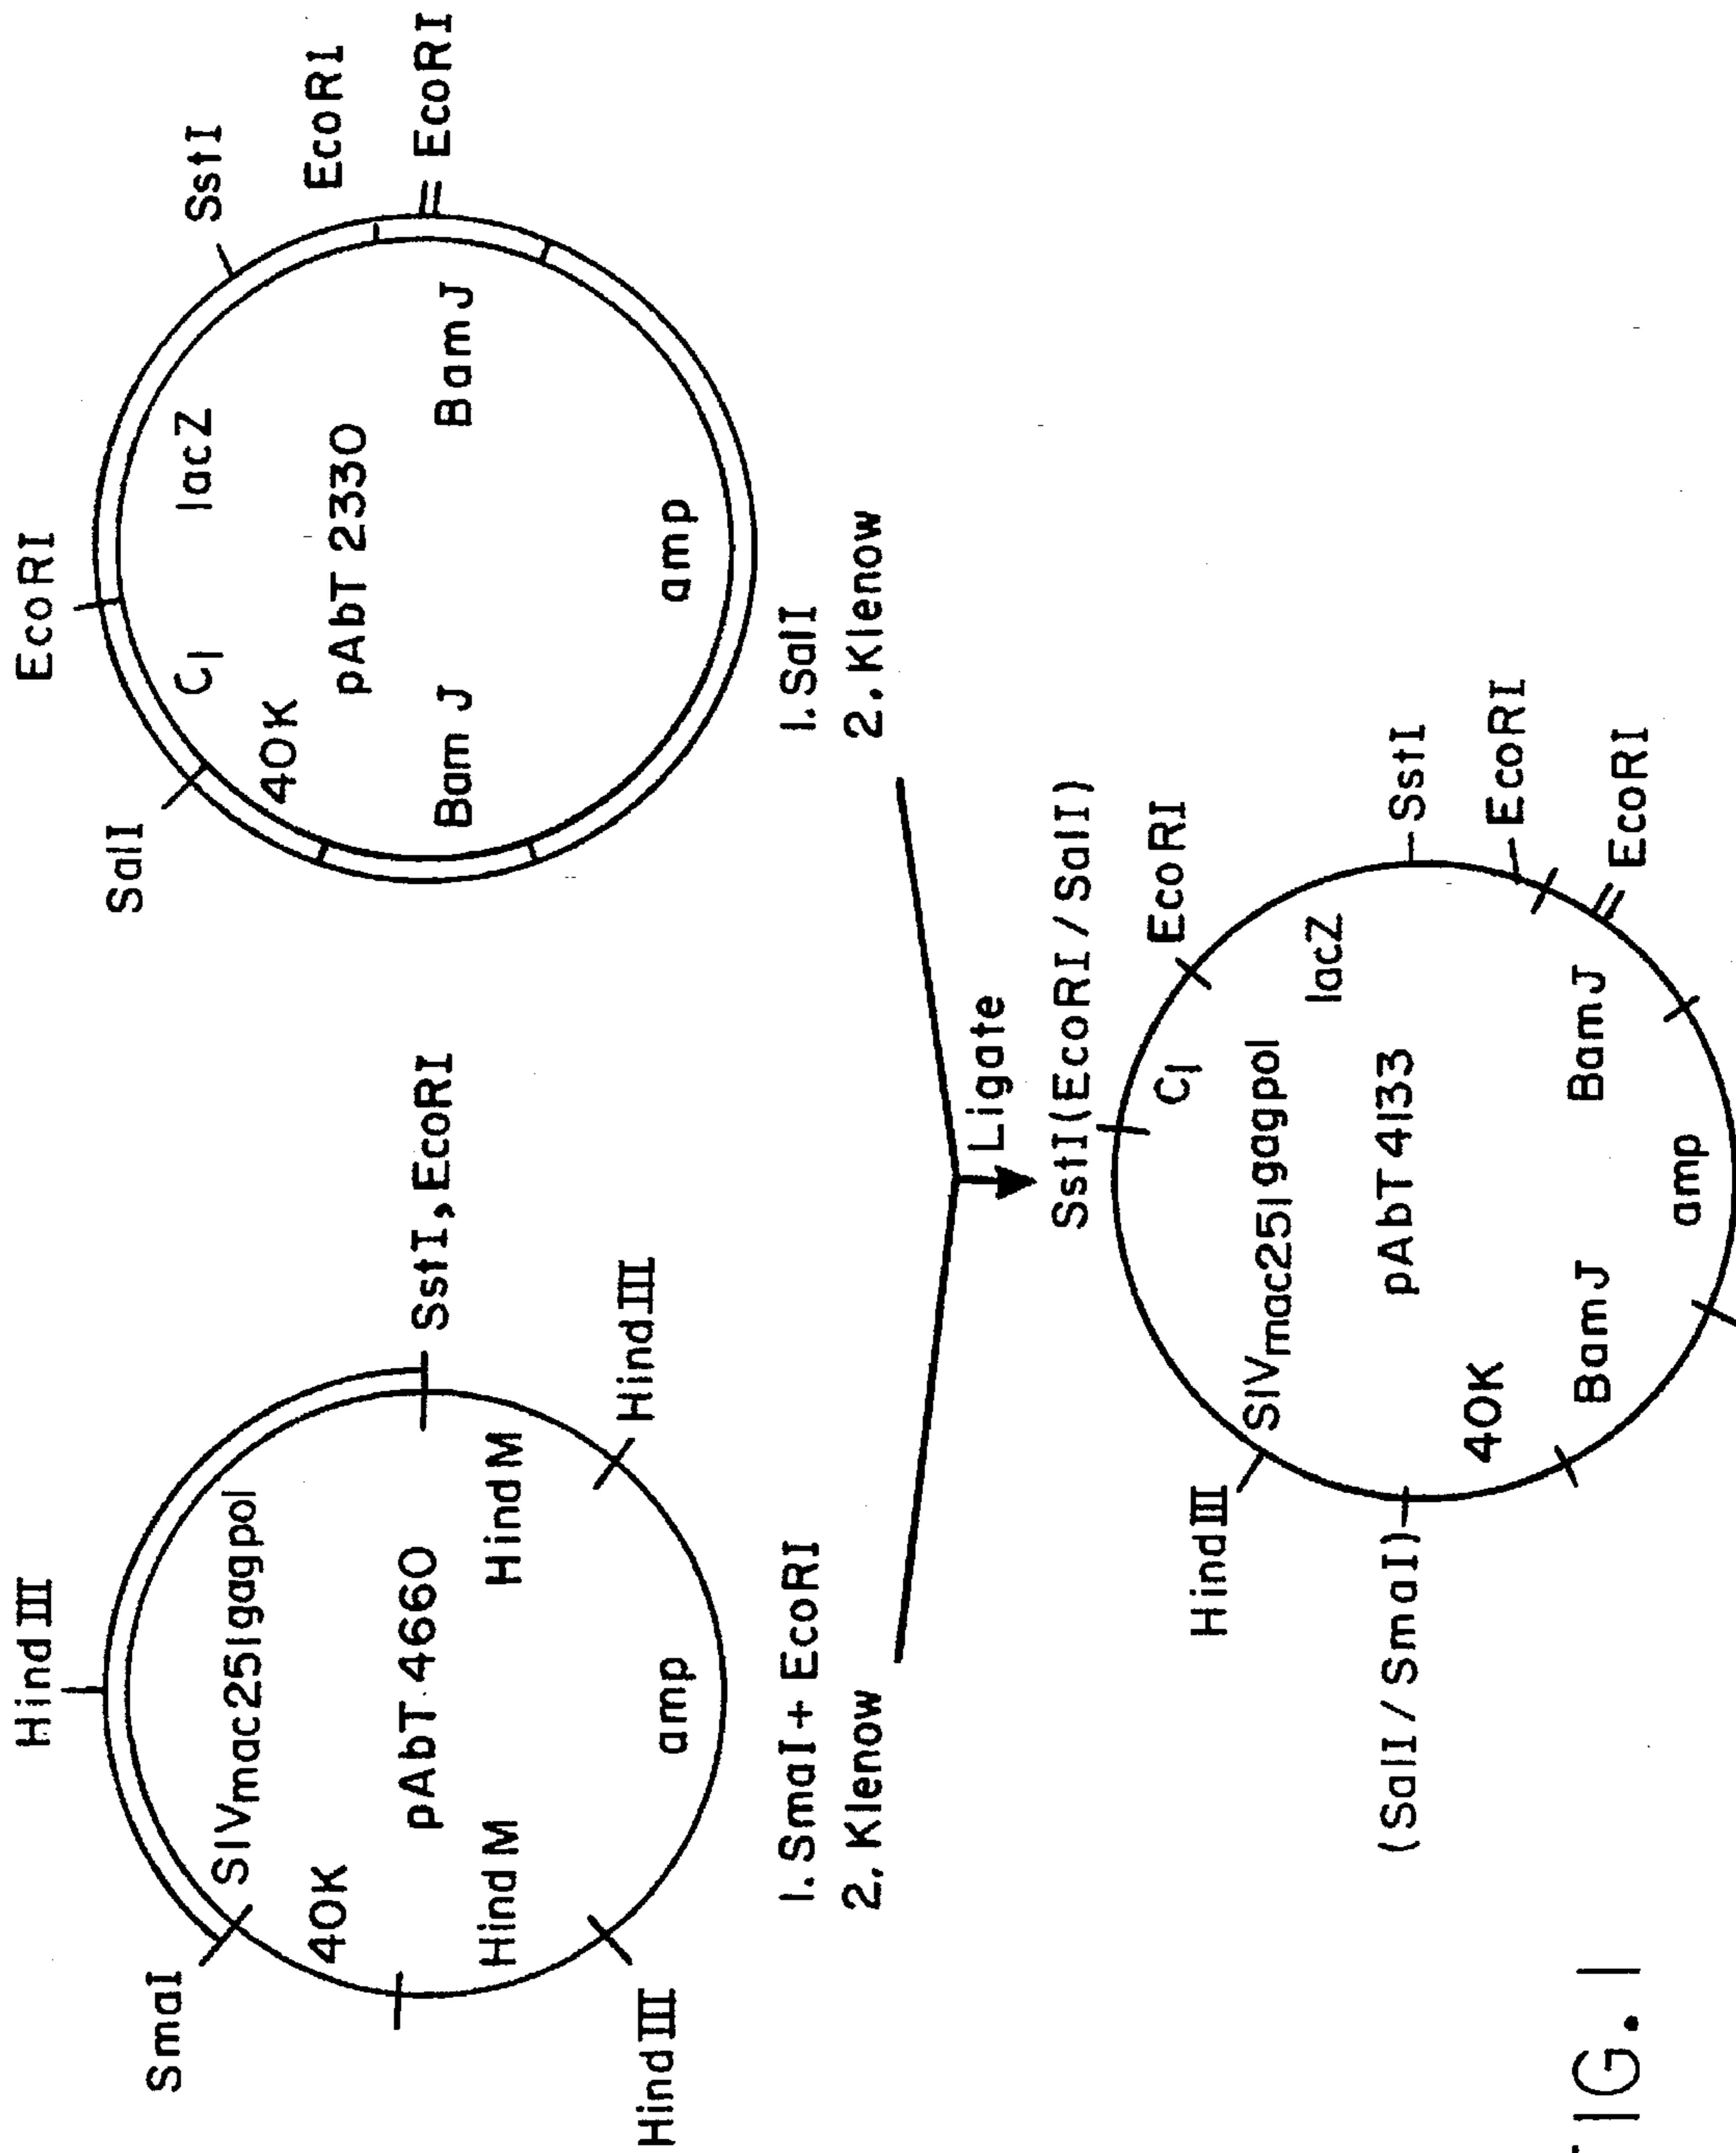 HindIII
SmaI
SIVmac251gagpol
40K
pAbT 4660
SstI, EcoRI
HindM
HindM
HindIII
HindIII
amp
1. SmaI + EcoRI
2. Klenow
EcoRI
SalI
SstI
CI
lacZ
40K
EcoRI
pAbT 2330
EcoRI
BamJ
BamJ
amp
1. SalI
2. Klenow
Ligate
SstI (EcoRI / SalI)
EcoRI
CI
HindIII
SIVmac251gagpol
lacZ
(SalI / SmaI)
pAbT 4133
SstI
40K
EcoRI
BamJ
BamJ
EcoRI
amp
IG. 1